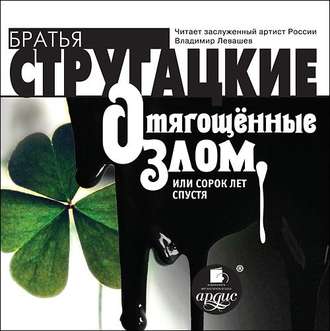 БРАТЬЯ
Читает заслуженный артист России
Владимир Левашев
СТРУГАЦКИЕ
Отягощённые
злом,
или сорок лет
спустя
ардис
®